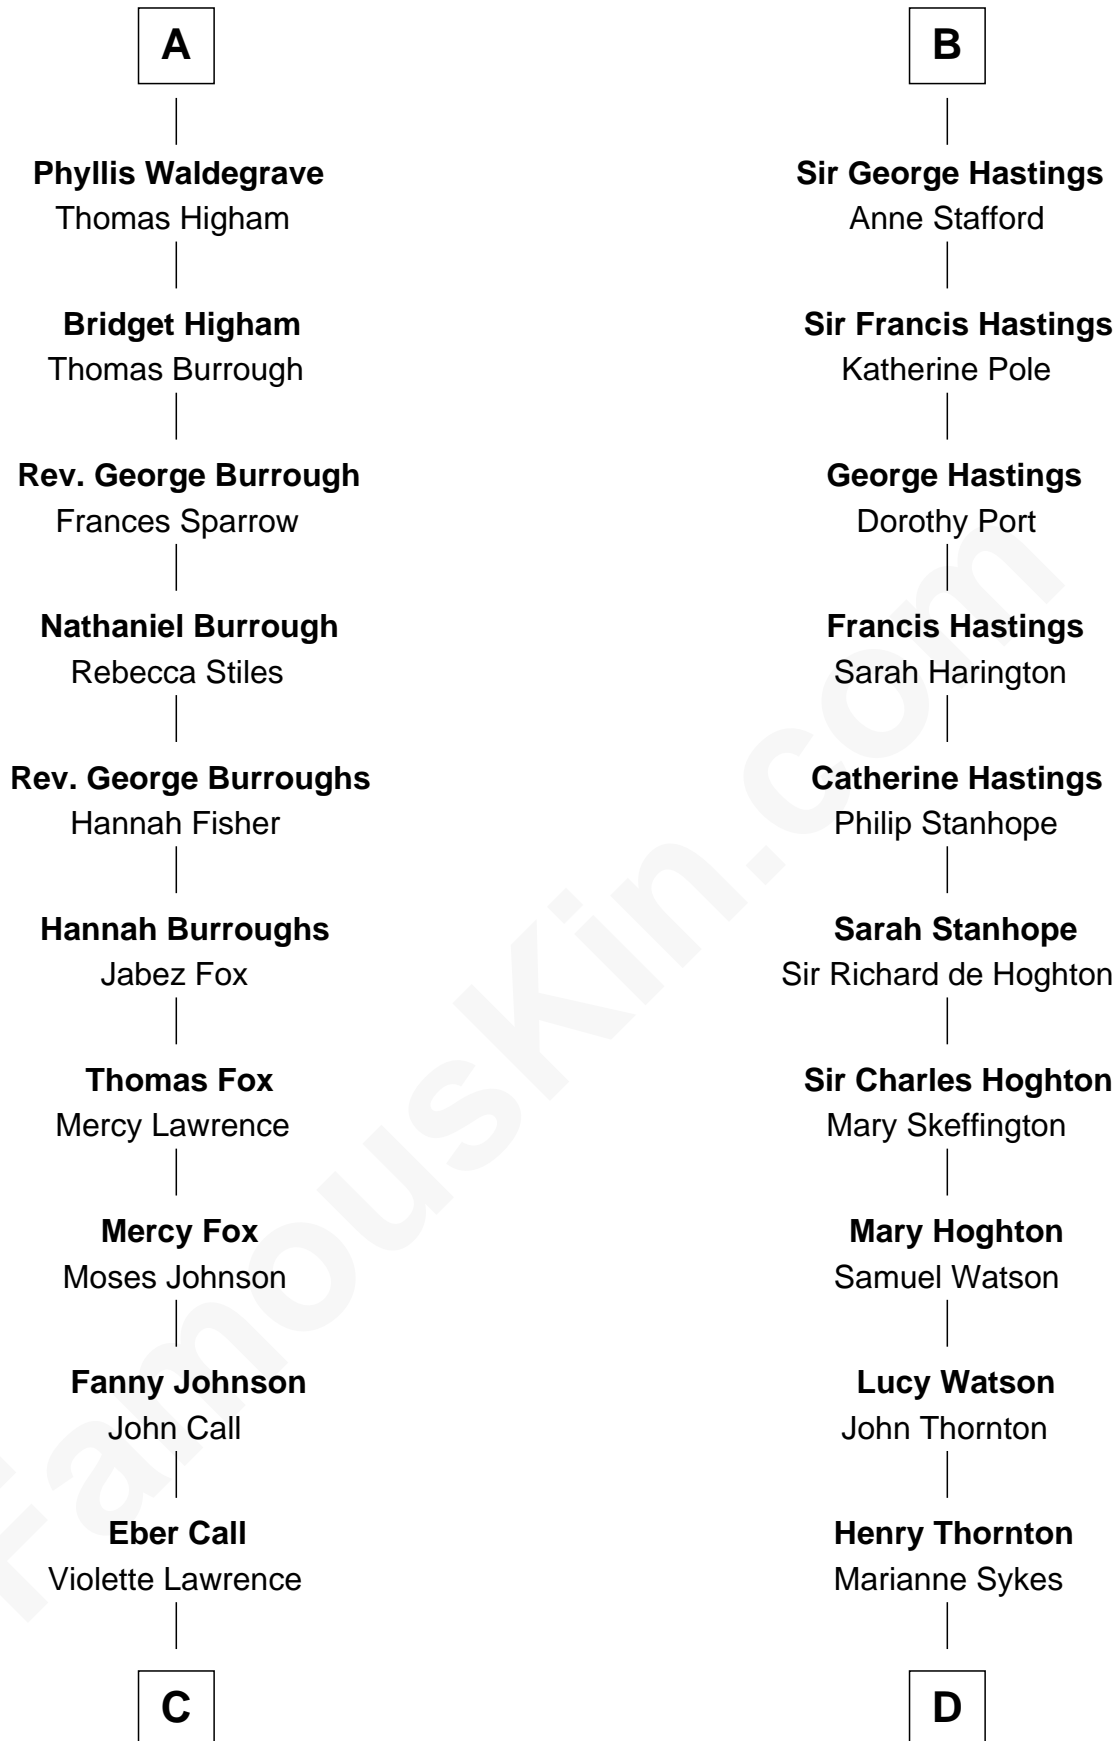 A
Phyllis Waldegrave
Thomas Higham
Bridget Higham
Thomas Burrough
Rev. George Burrough
Frances Sparrow
Nathaniel Burrough
Rebecca Stiles
Rev. George Burroughs
Hannah Fisher
Hannah Burroughs
Jabez Fox
Thomas Fox
Mercy Lawrence
Mercy Fox
Moses Johnson
Fanny Johnson
John Call
Eber Call
Violette Lawrence
C
B
Sir George Hastings
Anne Stafford
Sir Francis Hastings
Katherine Pole
George Hastings
Dorothy Port
Francis Hastings
Sarah Harington
Catherine Hastings
Philip Stanhope
Sarah Stanhope
Sir Richard de Hoghton
Sir Charles Hoghton
Mary Skeffington
Mary Hoghton
Samuel Watson
Lucy Watson
John Thornton
Henry Thornton
Marianne Sykes
D
FamousKin.com